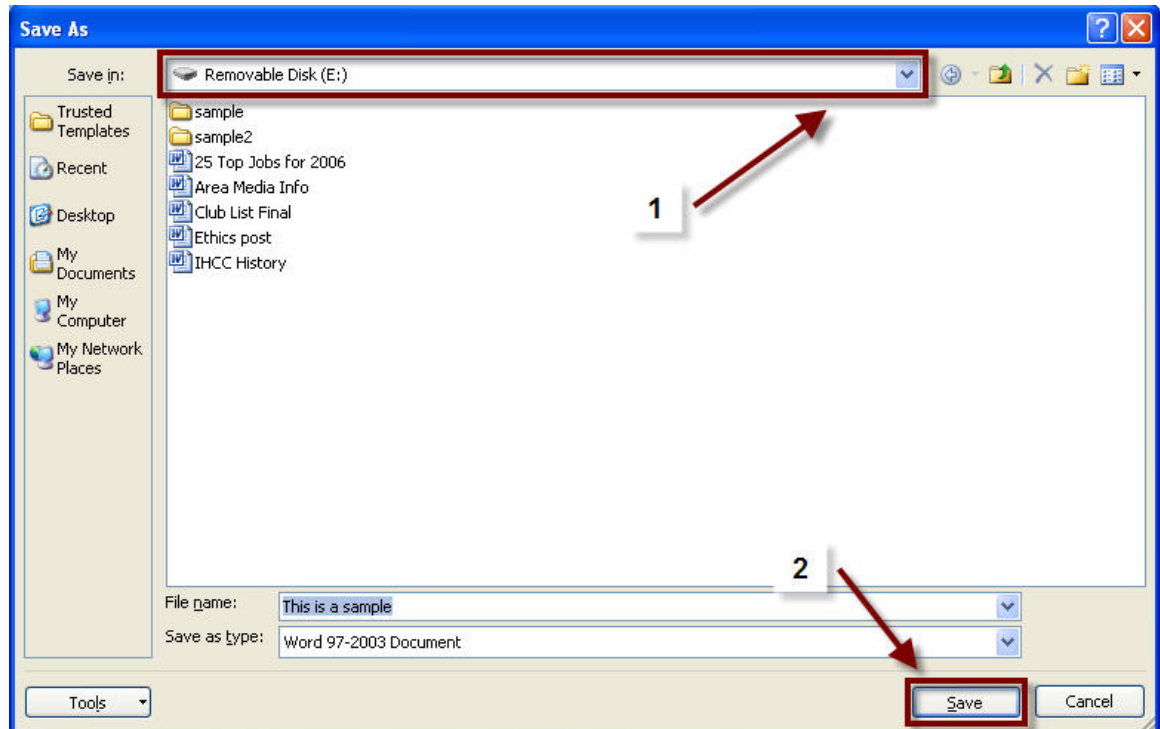 Save As
Save in:
Removable Disk (E:)
Trusted
Templates
Recent
Desktop
My
Documents
My
Computer
My Network
Places
sample
sample2
25 Top Jobs for 2006
Area Media Info
Club List Final
Ethics post
IHCC History
1
2
File name:
This is a sample
Save as type:
Word 97-2003 Document
Tools
Save
Cancel